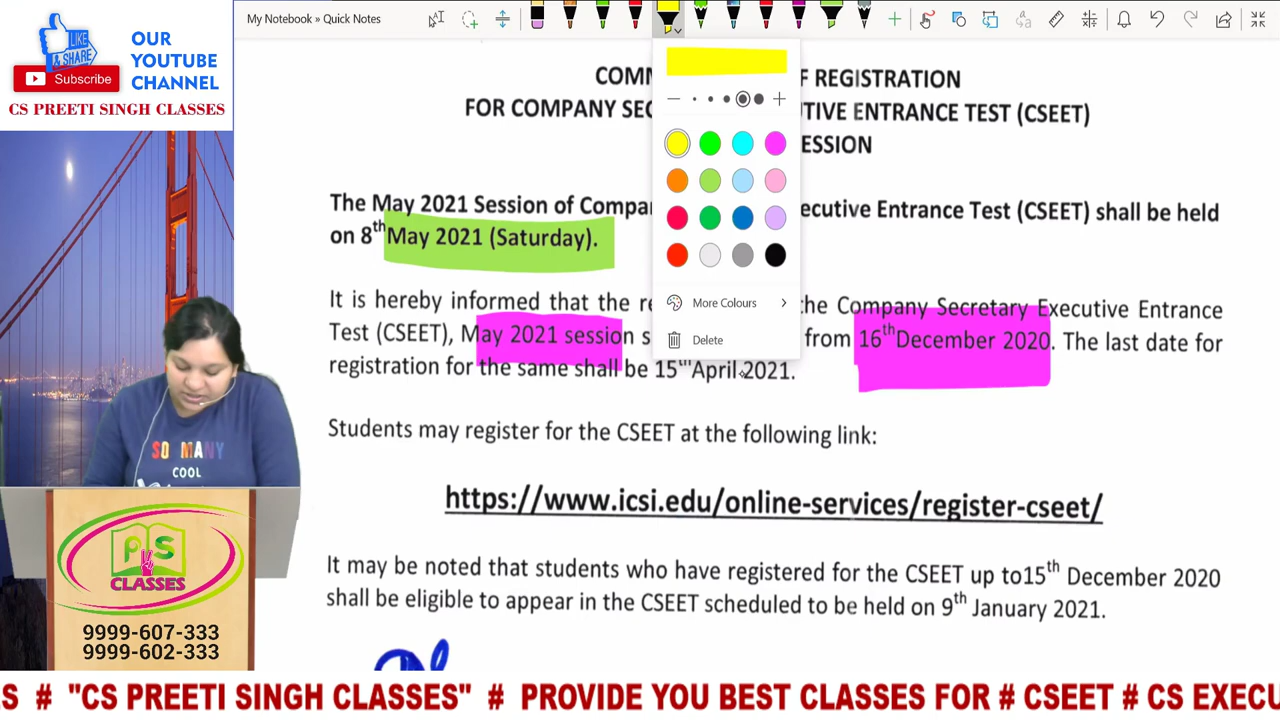 My Notebook » Quick Notes
LIKE
& SHARE
Subscribe
OUR
YOUTUBE
CHANNEL
CS PREETI SINGH CLASSES
F REGISTRATION
FOR COMPANY SEC
TIVE ENTRANCE TEST (CSEET)
ESSION
The May 2021 Session of Compa
ecutive Entrance Test (CSEET) shall be held
on 8th May 2021 (Saturday).
It is hereby informed that the re
he Company Secretary Executive Entrance
Test (CSEET), May 2021 session s
from 16th December 2020. The last date for
registration for the same shall be 15th April 2021.
Students may register for the CSEET at the following link:
https://www.icsi.edu/online-services/register-cseet/
It may be noted that students who have registered for the CSEET up to15th December 2020
shall be eligible to appear in the CSEET scheduled to be held on 9th January 2021.
More Colours
Delete
SO MANY
COOL
PS
CLASSES
9999-607-333
9999-602-333
S # "CS PREETI SINGH CLASSES" # PROVIDE YOU BEST CLASSES FOR # CSEET # CS EXECU